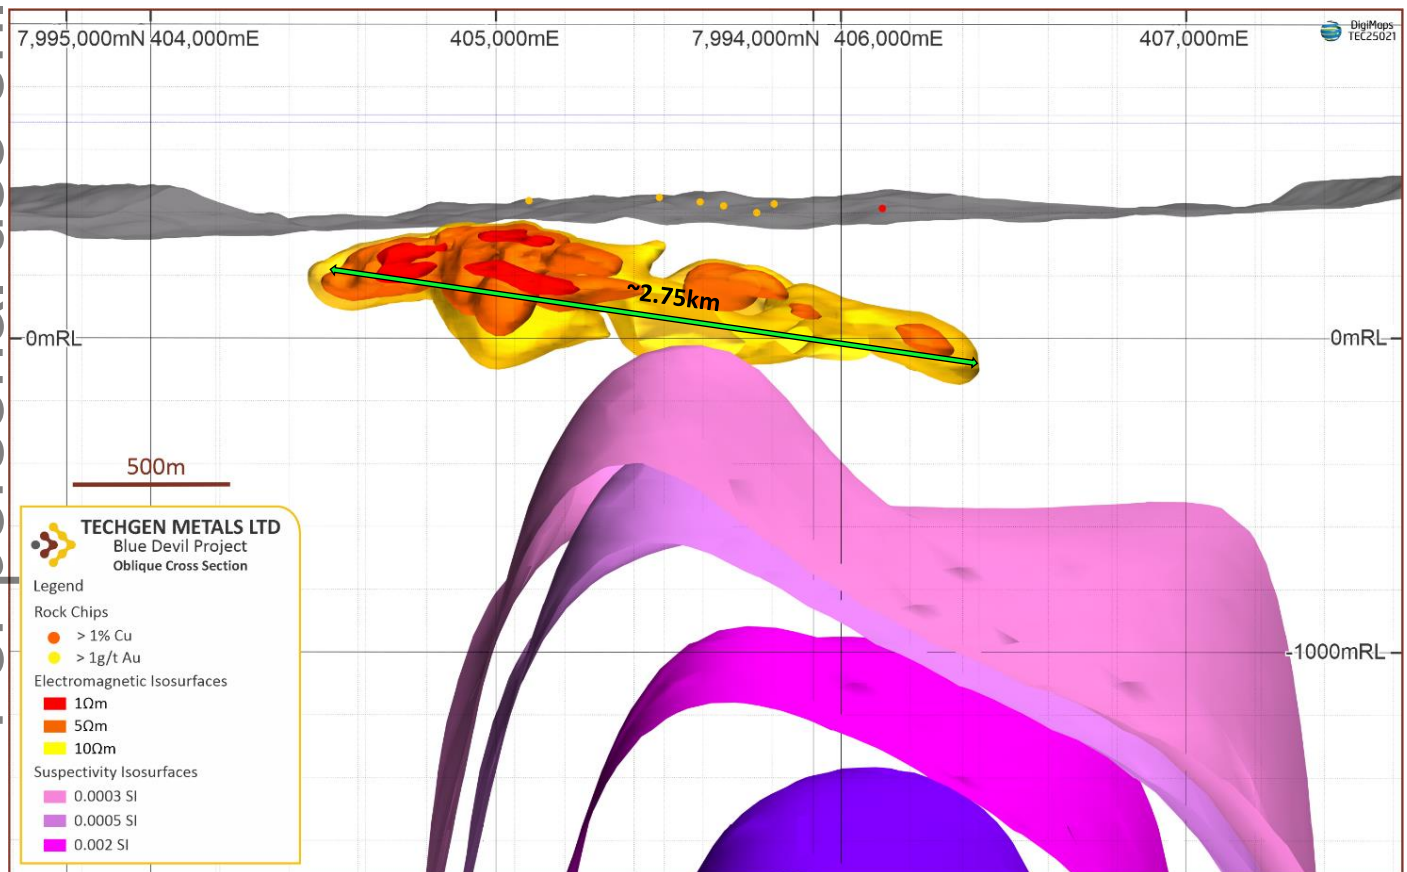 7,995,000mN 404,000mE 405,000mE 7,994,000mN 406,000mE 407,000mE
DigiMaps
TEC25021
~2.75km
0mRL 0mRL
500m
-1000mRL
TECHGEN METALS LTD
Blue Devil Project
Oblique Cross Section
Legend
Rock Chips
> 1% Cu
> 1g/t Au
Electromagnetic Isosurfaces
1Ωm
5Ωm
10Ωm
Suspectivity Isosurfaces
0.0003 SI
0.0005 SI
0.002 SI